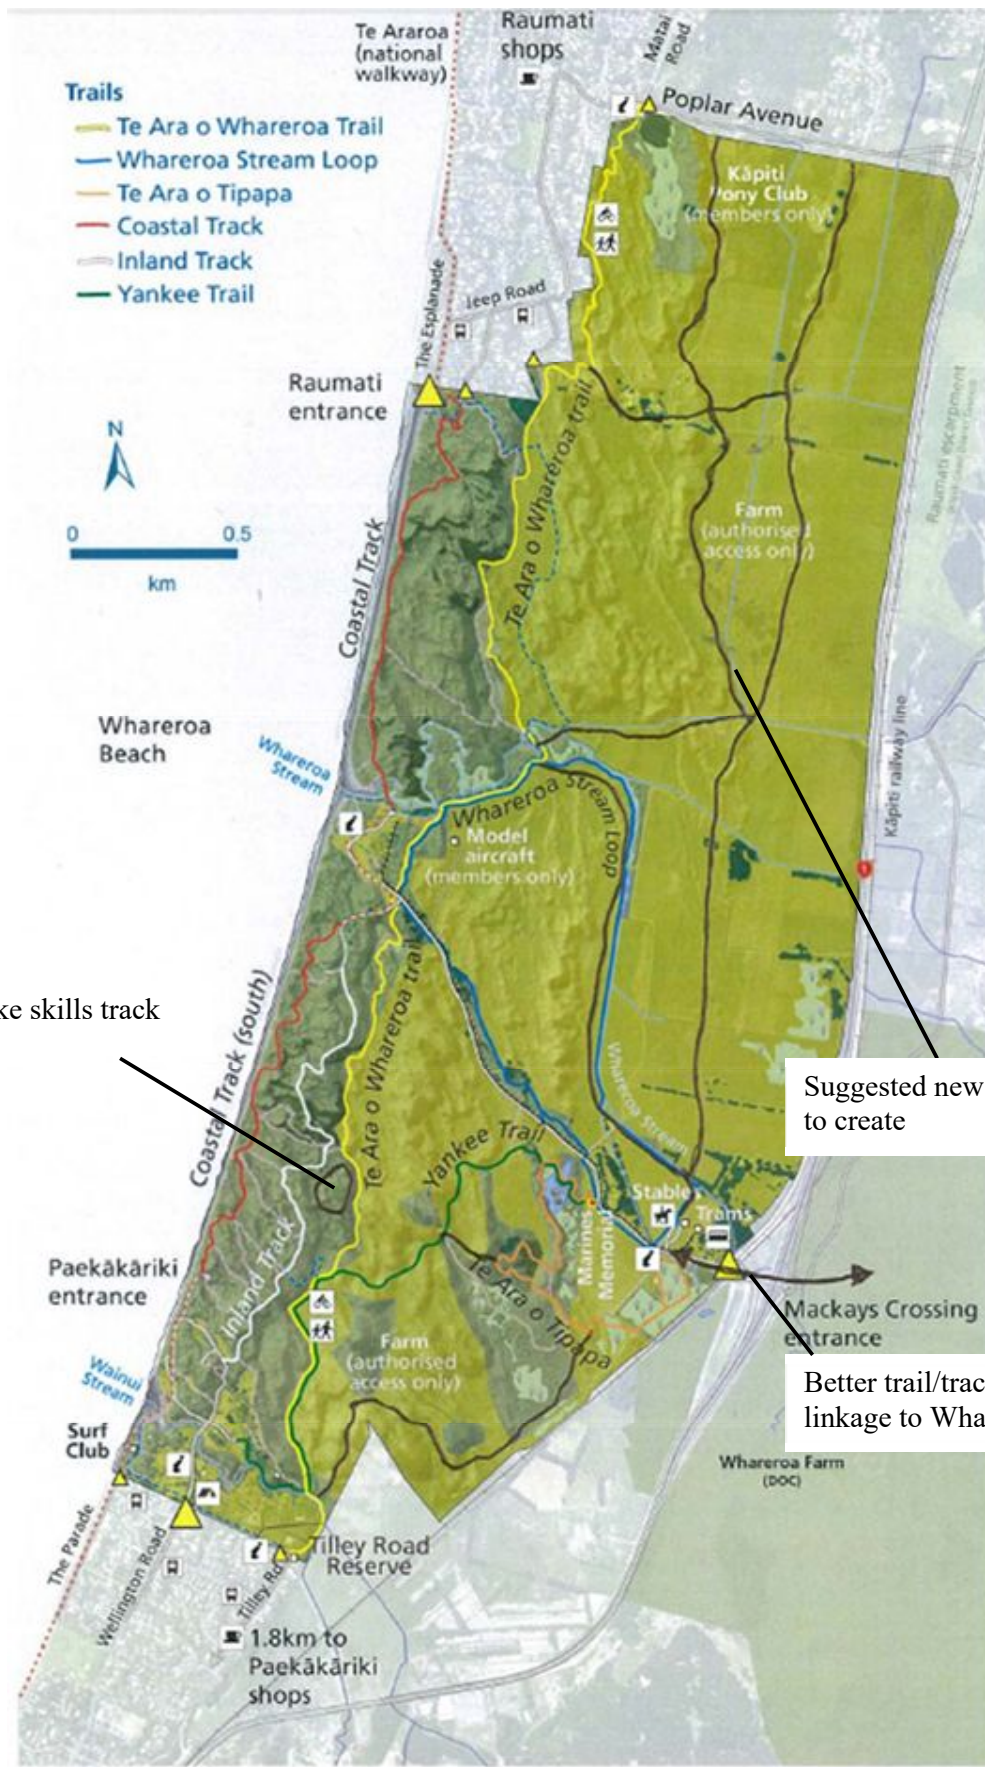 Te Araroa
(national
walkway)
Raumati
shops
Matai
Road
Poplar Avenue
Trails
Te Ara o Whareroa Trail
Whareroa Stream Loop
Te Ara o Tipapa
Coastal Track
Inland Track
Yankee Trail
Kāpiti
Pony Club
(members only)
The Esplanade
Jeep Road
Raumati
entrance
N
0 0.5
km
Te Ara o Whareroa trail
Raumati escarpment
Farm
(authorised
access only)
Coastal Track
Whareroa
Beach
Whareroa
Stream
Kāpiti railway line
Whareroa Stream Loop
Model
aircraft
(members only)
1
ke skills track
Coastal Track (south)
Te Ara o Whareroa trail
Suggested new
to create
Whareroa Stream
Yankee Trail
Stables
Trams
Marines
Memorial
Paekākāriki
entrance
Inland Track
Te Ara o Tipapa
Mackays Crossing
entrance
Farm
(authorised
access only)
Better trail/trac
linkage to Wha
Wainui
Stream
Surf
Club
Whareroa Farm
(DOC)
The Parade
Wellington Road
Tilley Rd
Tilley Road
Reserve
1.8km to
Paekākāriki
shops